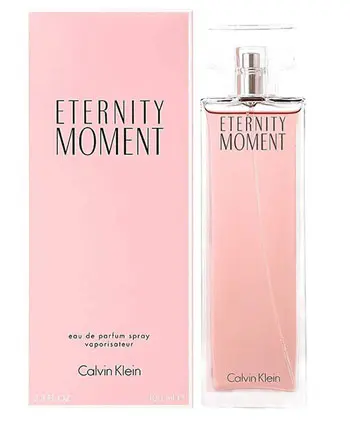 ETERNITY
MOMENT
eau de parfum spray
vaporisateur
Calvin Klein
ETERNITY
MOMENT
Calvin Klein